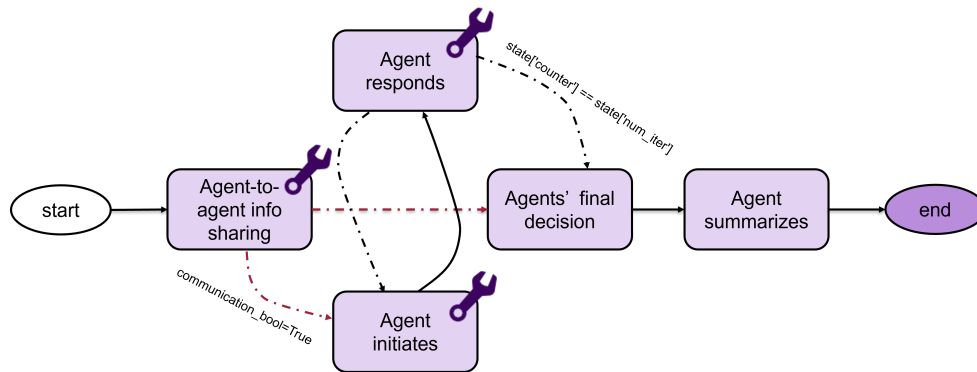 Agent
responds
state['counter'] == state['num_iter']
start
Agent-to-
agent info
sharing
Agents' final
decision
Agent
summarizes
end
communication_bool=True
Agent
initiates